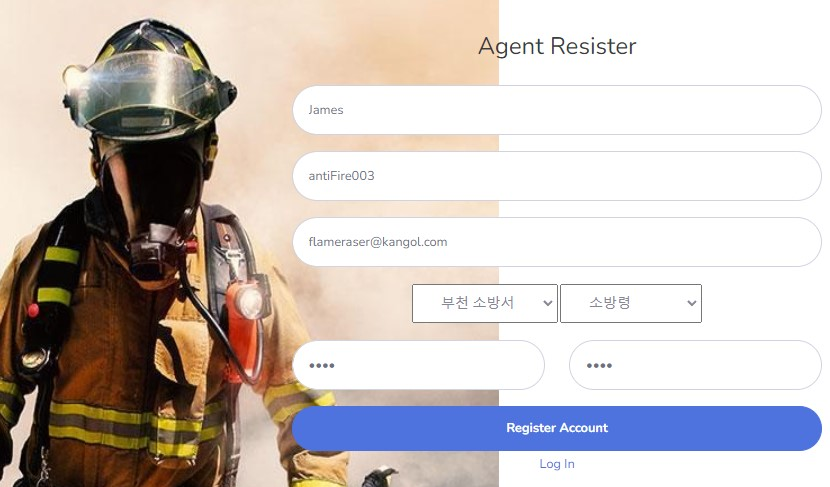 Agent Resister
James
antiFire003
flameraser@kangol.com
부천 소방서 소방령
•••• ••••
Register Account
Log In